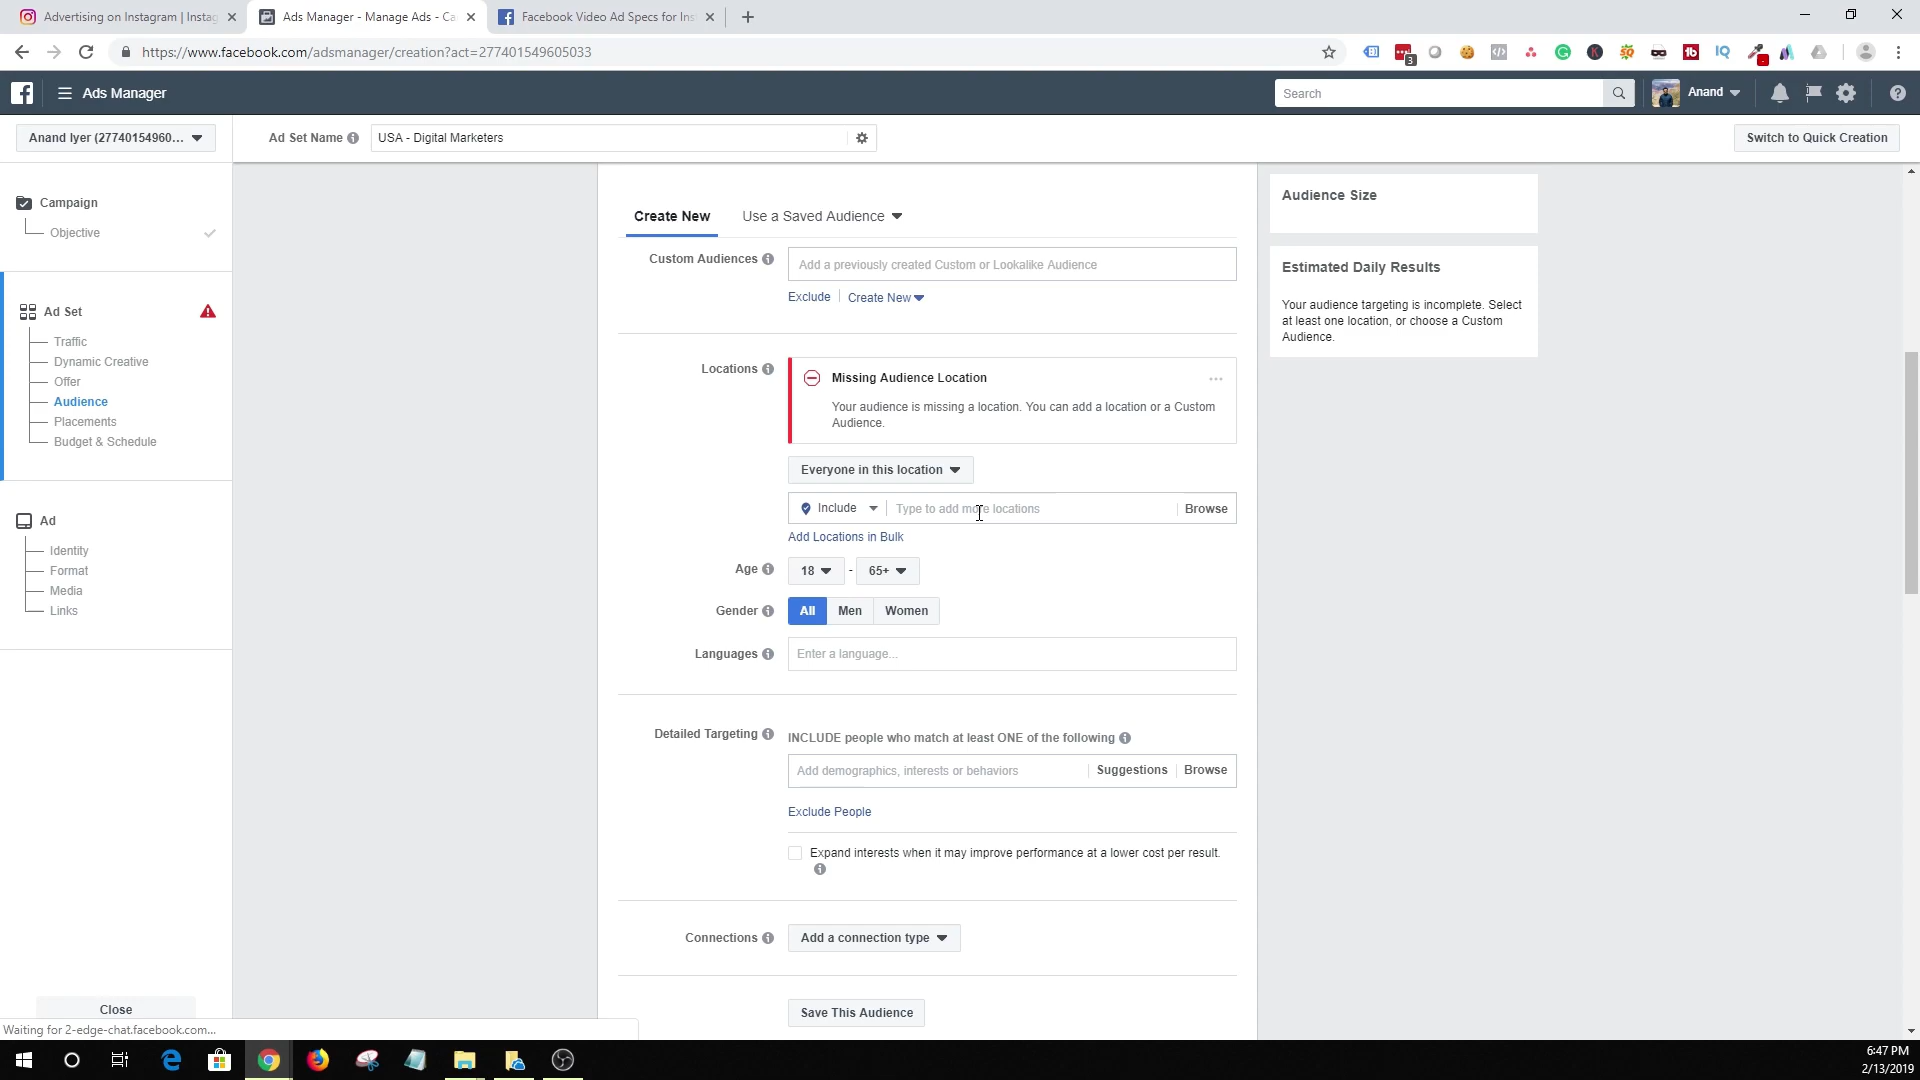 Advertising on Instagram | Instag
Ads Manager - Manage Ads - Ca
Facebook Video Ad Specs for Ins
https://www.facebook.com/adsmanager/creation?act=277401549605033
3
Ads Manager
Search
Anand
Anand Iyer (27740154960...
Ad Set Name
USA - Digital Marketers
Switch to Quick Creation
Campaign
Objective
Ad Set
Traffic
Dynamic Creative
Offer
Audience
Placements
Budget & Schedule
Ad
Identity
Format
Media
Links
Close
Create New
Use a Saved Audience
Custom Audiences
Add a previously created Custom or Lookalike Audience
Exclude
Create New
Locations
Missing Audience Location
Your audience is missing a location. You can add a location or a Custom
Audience.
Everyone in this location
Include
Type to add more locations
Browse
Add Locations in Bulk
Age
18
-
65+
Gender
All
Men
Women
Languages
Enter a language...
Detailed Targeting
INCLUDE people who match at least ONE of the following
Add demographics, interests or behaviors
Suggestions
Browse
Exclude People
Expand interests when it may improve performance at a lower cost per result.
Connections
Add a connection type
Save This Audience
Audience Size
Estimated Daily Results
Your audience targeting is incomplete. Select
at least one location, or choose a Custom
Audience.
Waiting for 2-edge-chat.facebook.com...
6:47 PM
2/13/2019